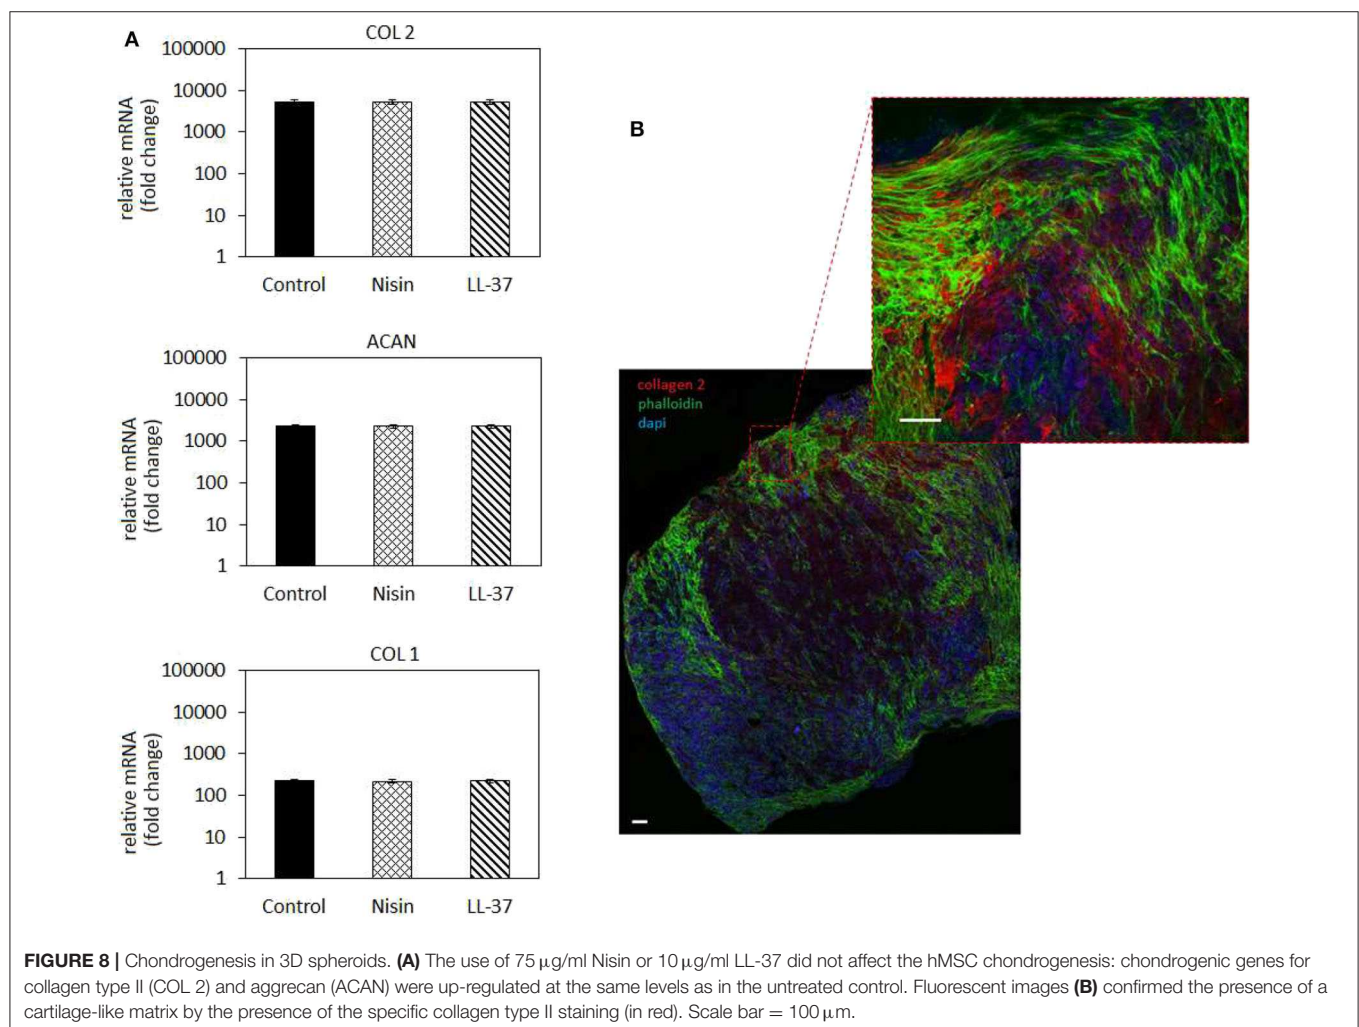 A
COL 2
100000
10000
1000
100
10
1
relative mRNA
(fold change)
Control Nisin LL-37
ACAN
100000
10000
1000
100
10
1
relative mRNA
(fold change)
Control Nisin LL-37
COL 1
100000
10000
1000
100
10
1
relative mRNA
(fold change)
Control Nisin LL-37
B
collagen 2
phalloidin
dapi
FIGURE 8 | Chondrogenesis in 3D spheroids. (A) The use of 75 μg/ml Nisin or 10 μg/ml LL-37 did not affect the hMSC chondrogenesis: chondrogenic genes for
collagen type II (COL 2) and aggrecan (ACAN) were up-regulated at the same levels as in the untreated control. Fluorescent images (B) confirmed the presence of a
cartilage-like matrix by the presence of the specific collagen type II staining (in red). Scale bar = 100 μm.